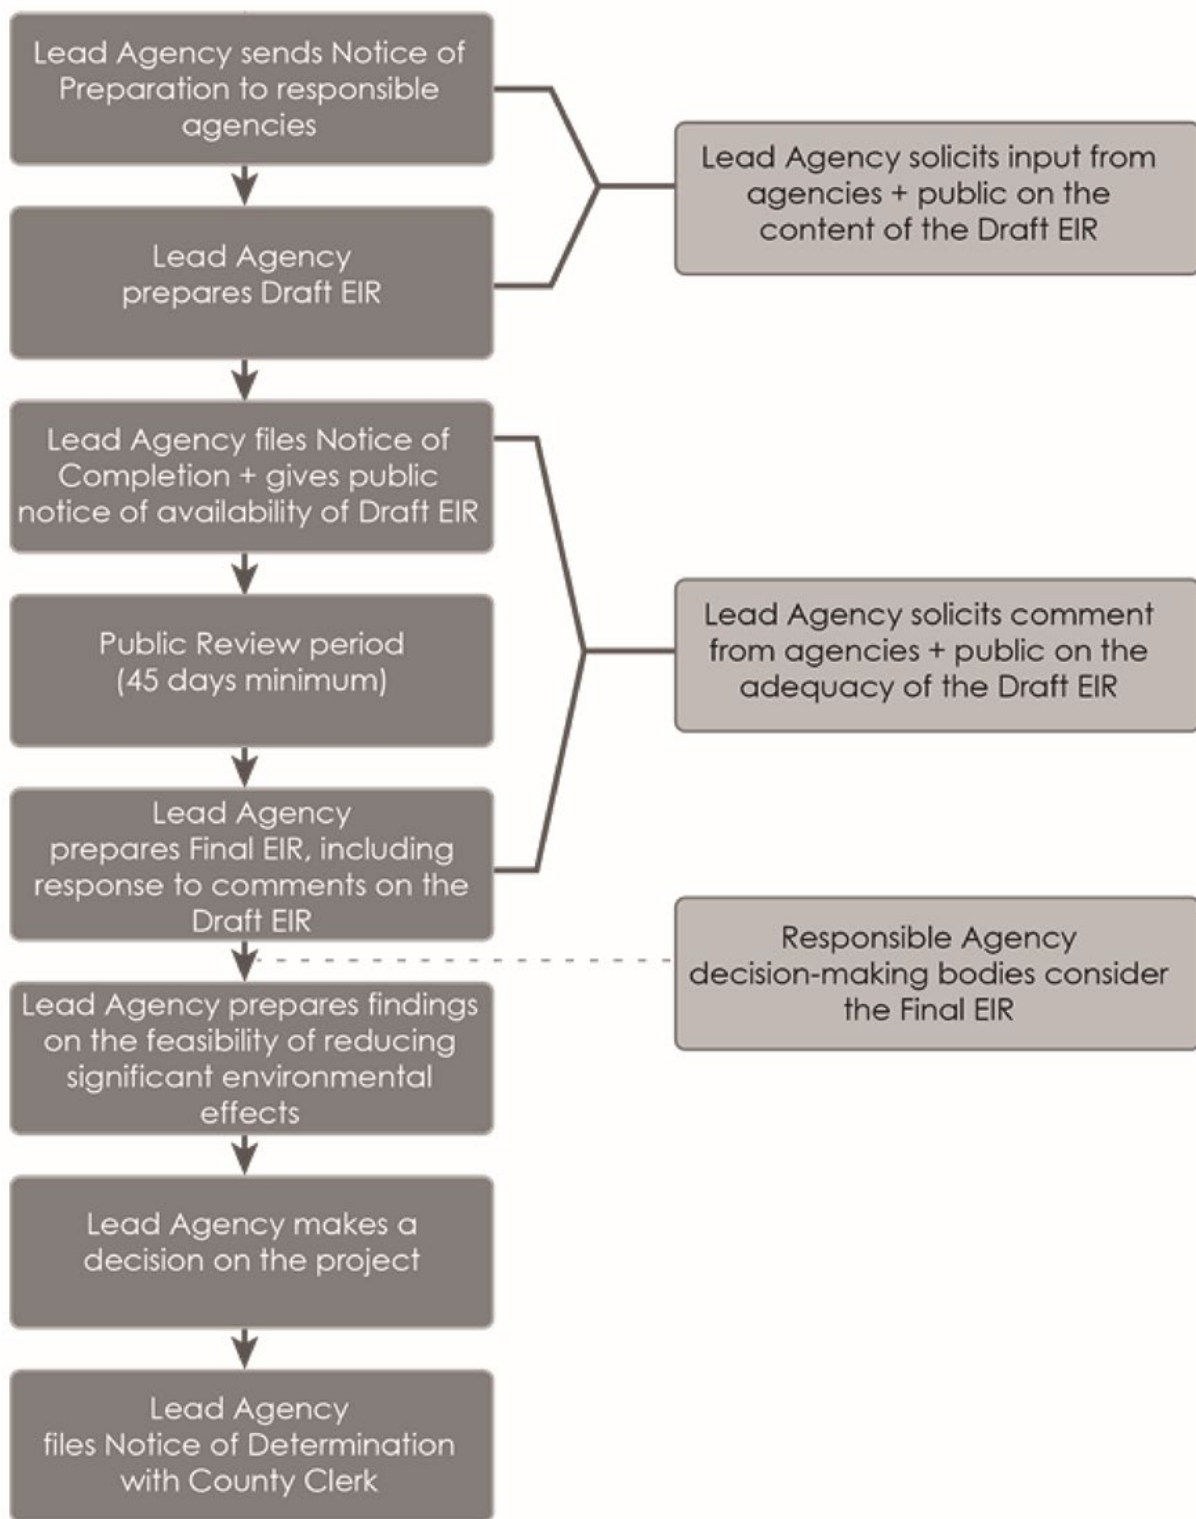 Lead Agency sends Notice of
Preparation to responsible
agencies
Lead Agency solicits input from
agencies + public on the
content of the Draft EIR
Lead Agency
prepares Draft EIR
Lead Agency files Notice of
Completion + gives public
notice of availability of Draft EIR
Public Review period
(45 days minimum)
Lead Agency solicits comment
from agencies + public on the
adequacy of the Draft EIR
Lead Agency
prepares Final EIR, including
response to comments on the
Draft EIR
Responsible Agency
decision-making bodies consider
the Final EIR
Lead Agency prepares findings
on the feasibility of reducing
significant environmental
effects
Lead Agency makes a
decision on the project
Lead Agency
files Notice of Determination
with County Clerk